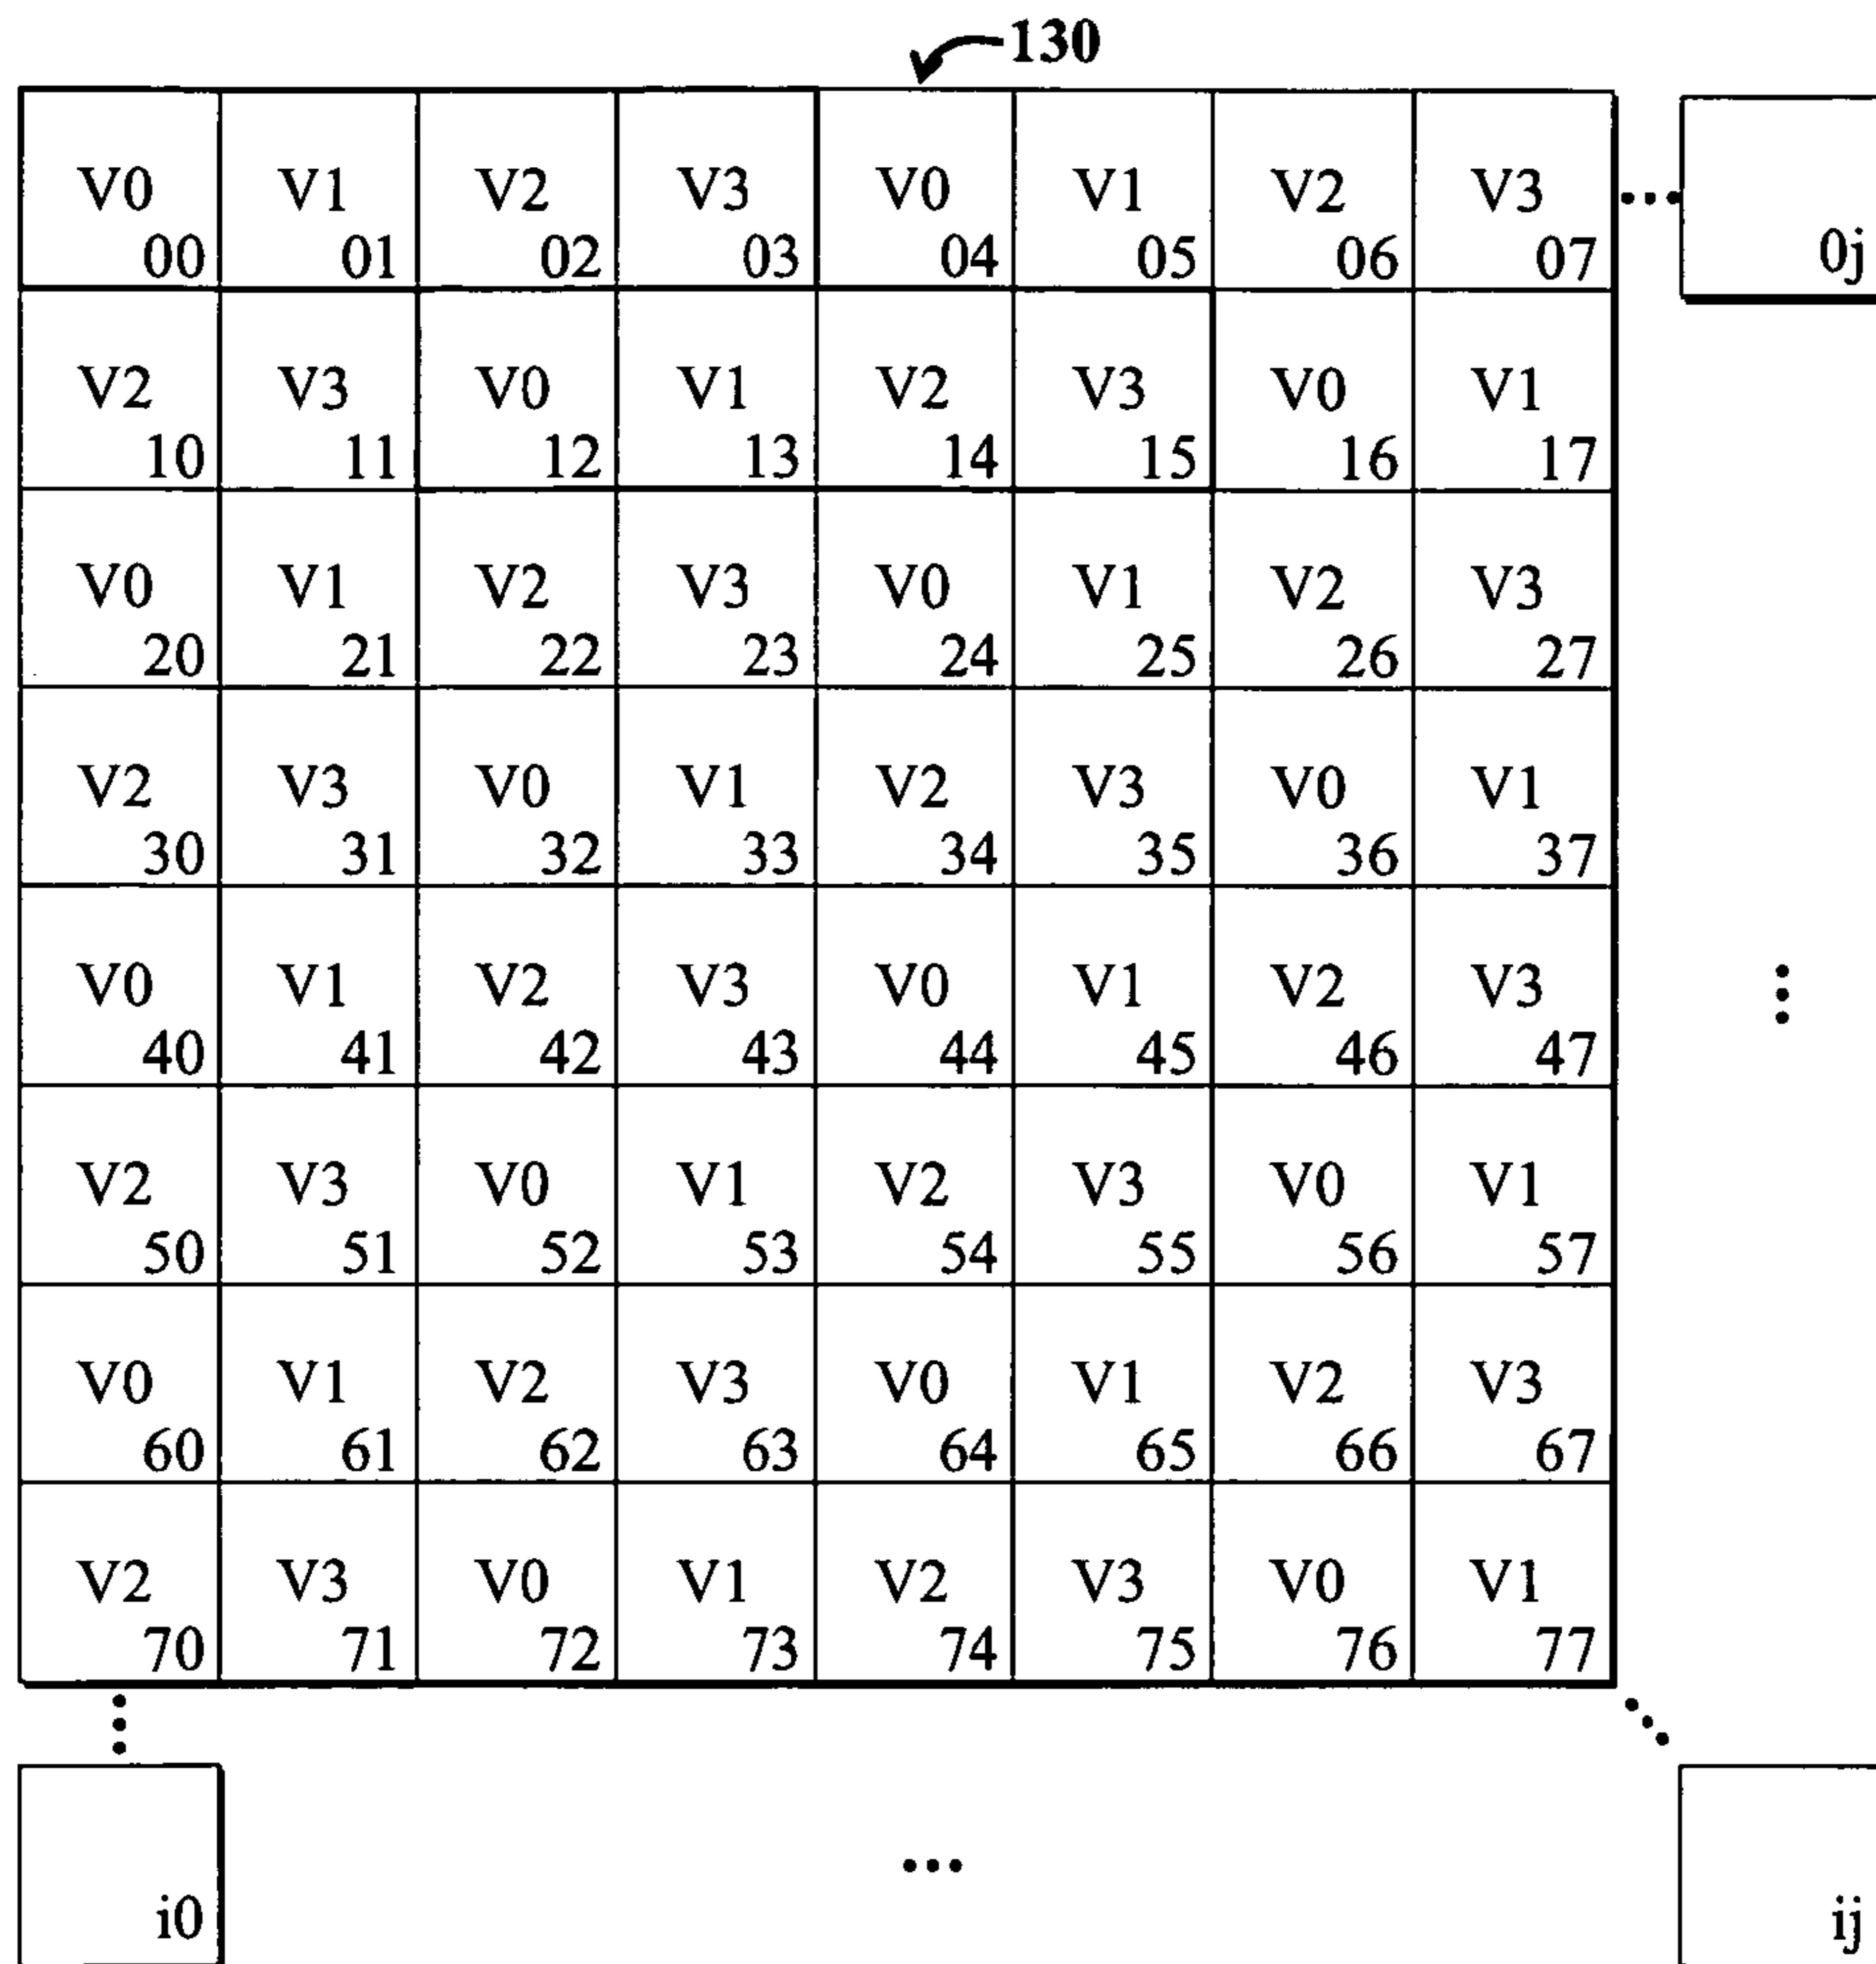 130
V0 V1 V2 V3 V0 V1 V2 V3
00 01 02 03 04 05 06 07 0j
V2 V3 V0 V1 V2 V3 V0 V1
10 11 12 13 14 15 16 17
V0 V1 V2 V3 V0 V1 V2 V3
20 21 22 23 24 25 26 27
V2 V3 V0 V1 V2 V3 V0 V1
30 31 32 33 34 35 36 37
V0 V1 V2 V3 V0 V1 V2 V3
40 41 42 43 44 45 46 47
V2 V3 V0 V1 V2 V3 V0 V1
50 51 52 53 54 55 56 57
V0 V1 V2 V3 V0 V1 V2 V3
60 61 62 63 64 65 66 67
V2 V3 V0 V1 V2 V3 V0 V1
70 71 72 73 74 75 76 77
i0 ij